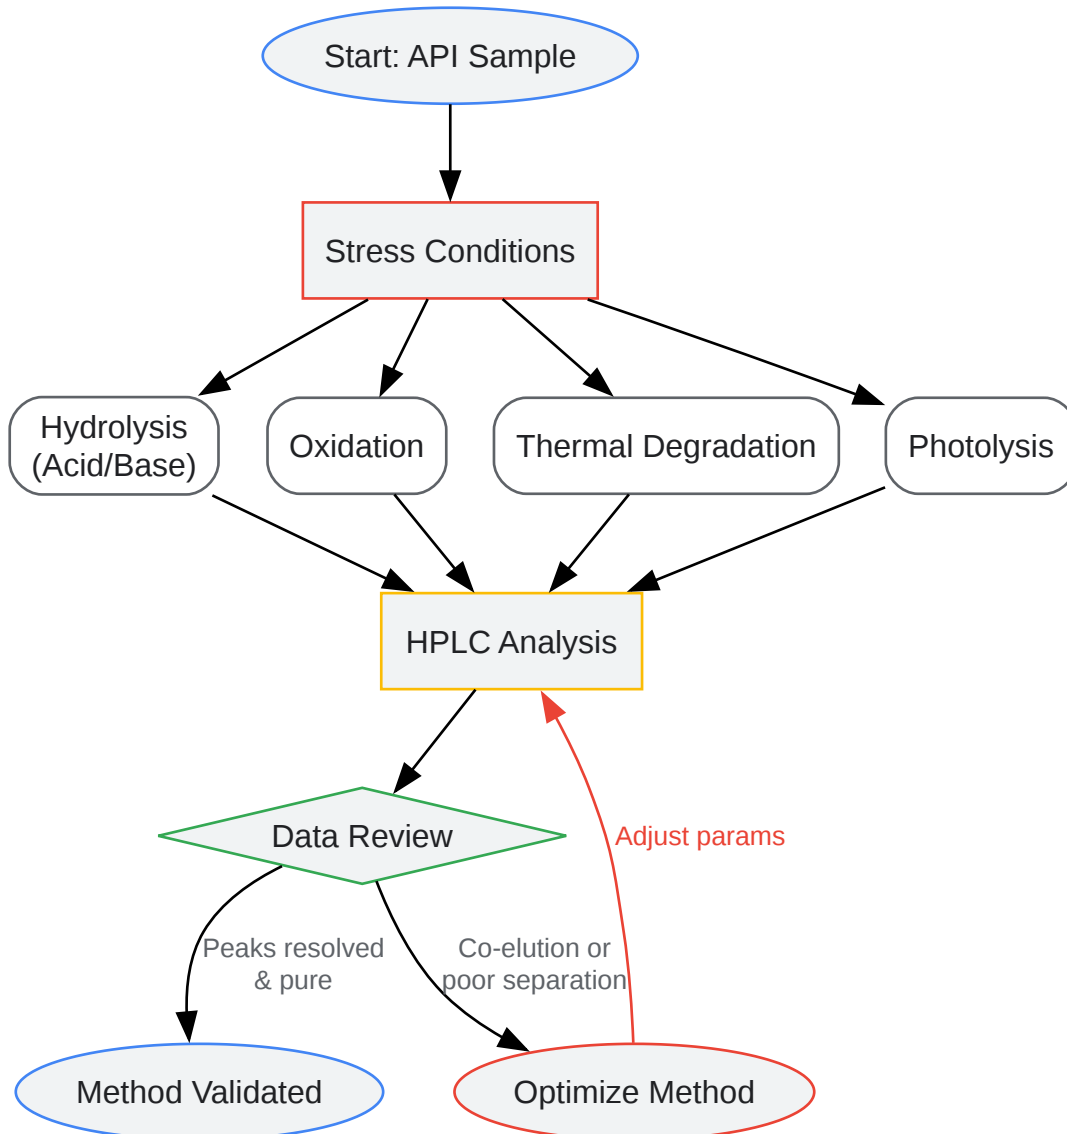 Start: API Sample
Stress Conditions
Hydrolysis
(Acid/Base)
Oxidation
Thermal Degradation
Photolysis
HPLC Analysis
Data Review
Adjust params
Peaks resolved
& pure
Co-elution or
poor separation
Method Validated
Optimize Method